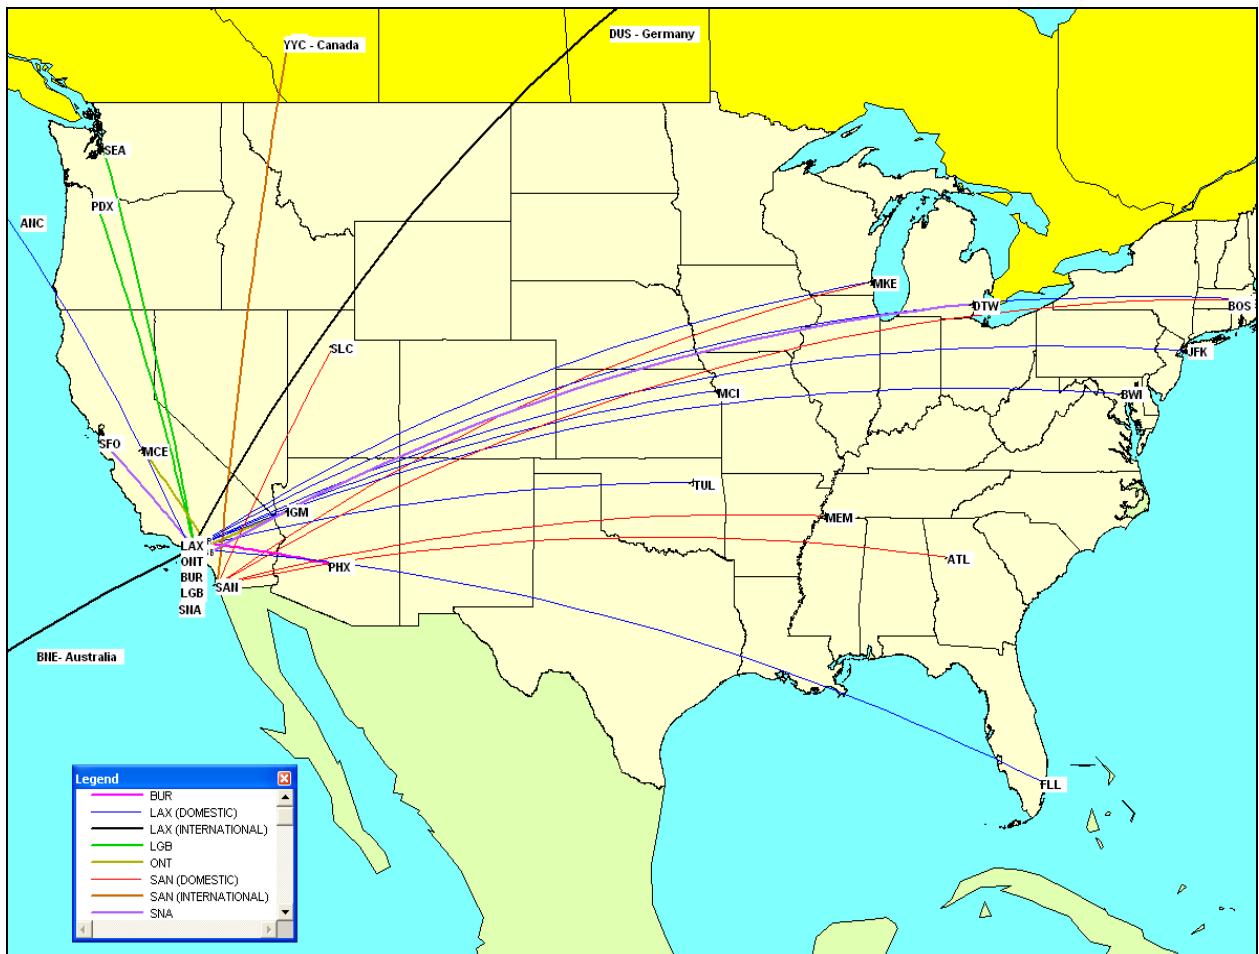 DUS - Germany
YYC - Canada
SEA
PDX
ANC
MKE
DTW
BOS
SLC
JFK
MCI
BWI
SFO
MCE
TUL
IGM
MEM
LAX
ONT
ATL
PHX
BUR
SAN
LGB
SNA
BNE- Australia
FLL
Legend
BUR
LAX (DOMESTIC)
LAX (INTERNATIONAL)
LGB
ONT
SAN (DOMESTIC)
SAN (INTERNATIONAL)
SNA